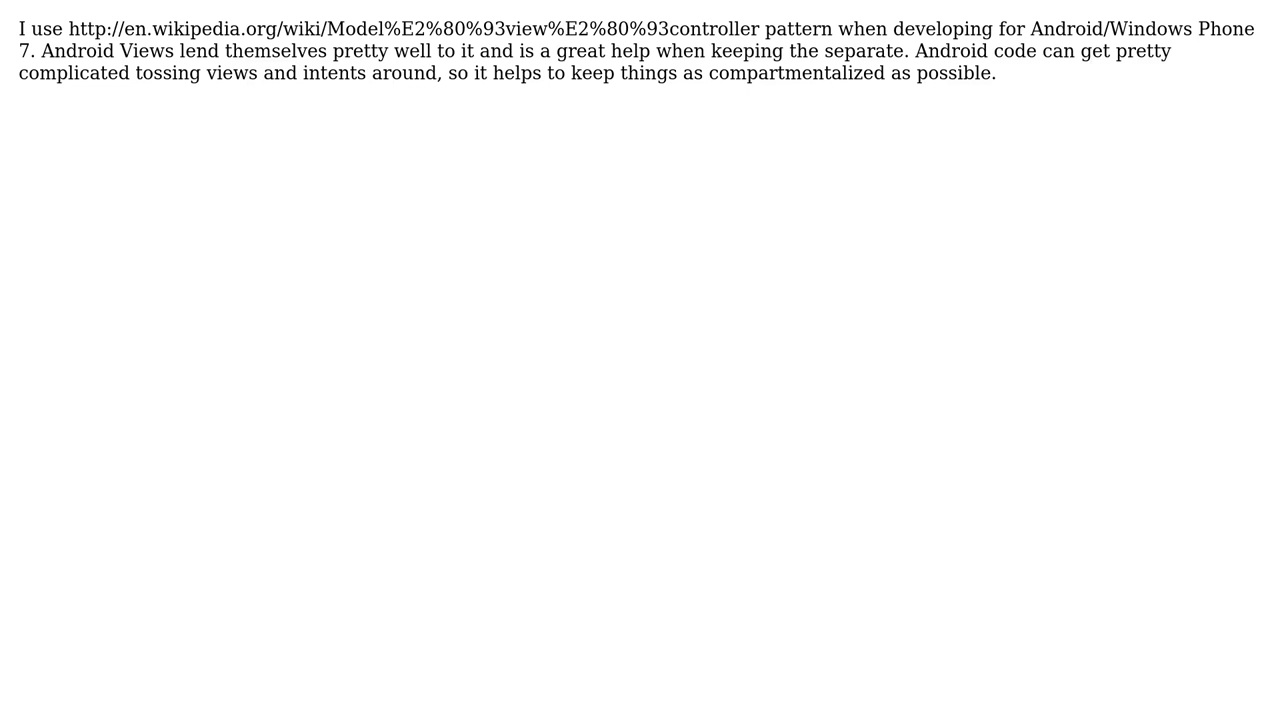 I use http://en.wikipedia.org/wiki/Model%E2%80%93view%E2%80%93controller pattern when developing for Android/Windows Phone
7. Android Views lend themselves pretty well to it and is a great help when keeping the separate. Android code can get pretty
complicated tossing views and intents around, so it helps to keep things as compartmentalized as possible.